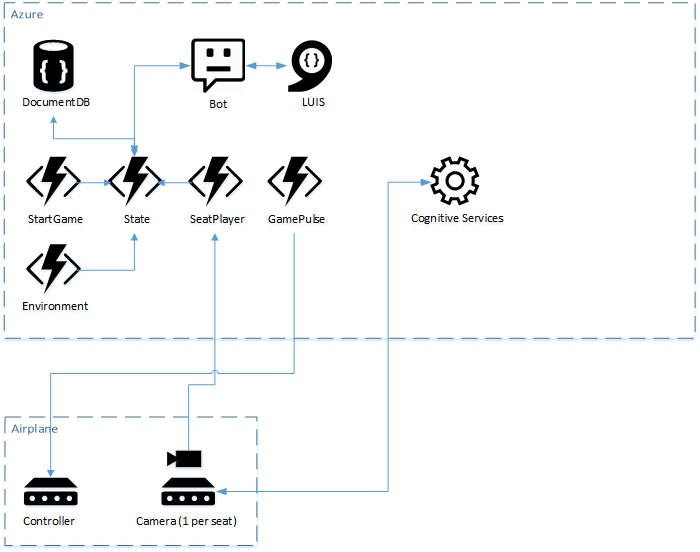 Azure
DocumentDB
Bot
LUIS
StartGame
State
SeatPlayer
GamePulse
Cognitive Services
Environment
Airplane
Controller
Camera (1 per seat)